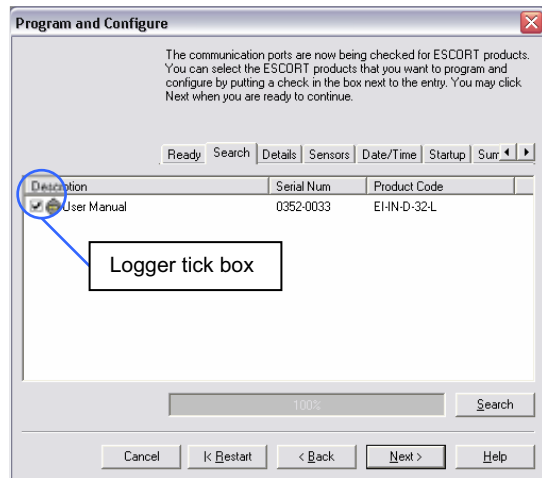 Program and Configure
The communication ports are now being checked for ESCORT products.
You can select the ESCORT products that you want to program and
configure by putting a check in the box next to the entry. You may click
Next when you are ready to continue.
Ready Search Details Sensors Date/Time Startup Sum
Description Serial Num Product Code
User Manual 0352-0033 EI-IN-D-32-L
Logger tick box
100%
Search
Cancel |< Restart < Back Next > Help